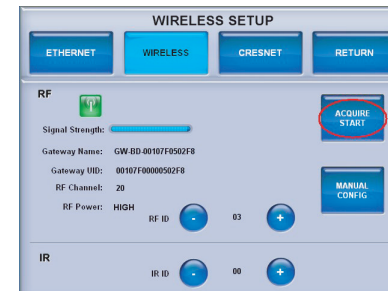 WIRELESS SETUP
ETHERNET WIRELESS CRESNET RETURN
RF
Signal Strength:
Gateway Name: GW-BD-00107F0502F8
Gateway UID: 00107F00000502F8
RF Channel: 20
RF Power: HIGH
RF ID - 03 +
ACQUIRE
START
MANUAL
CONFIG
IR
IR ID - 00 +